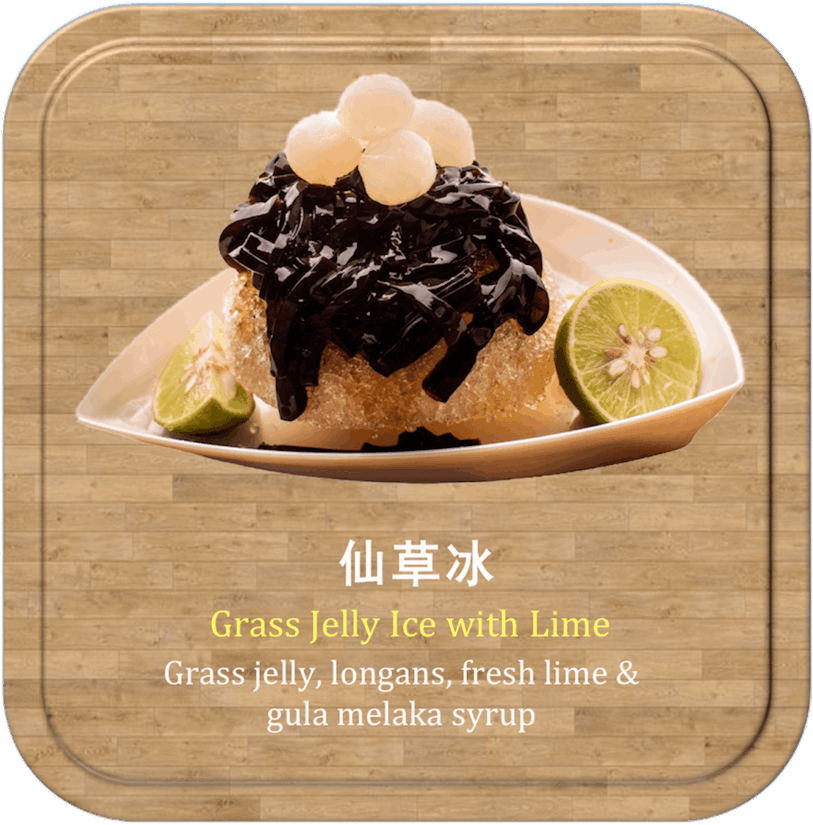 仙草冰
Grass Jelly Ice with Lime
Grass jelly, longans, fresh lime &
gula melaka syrup